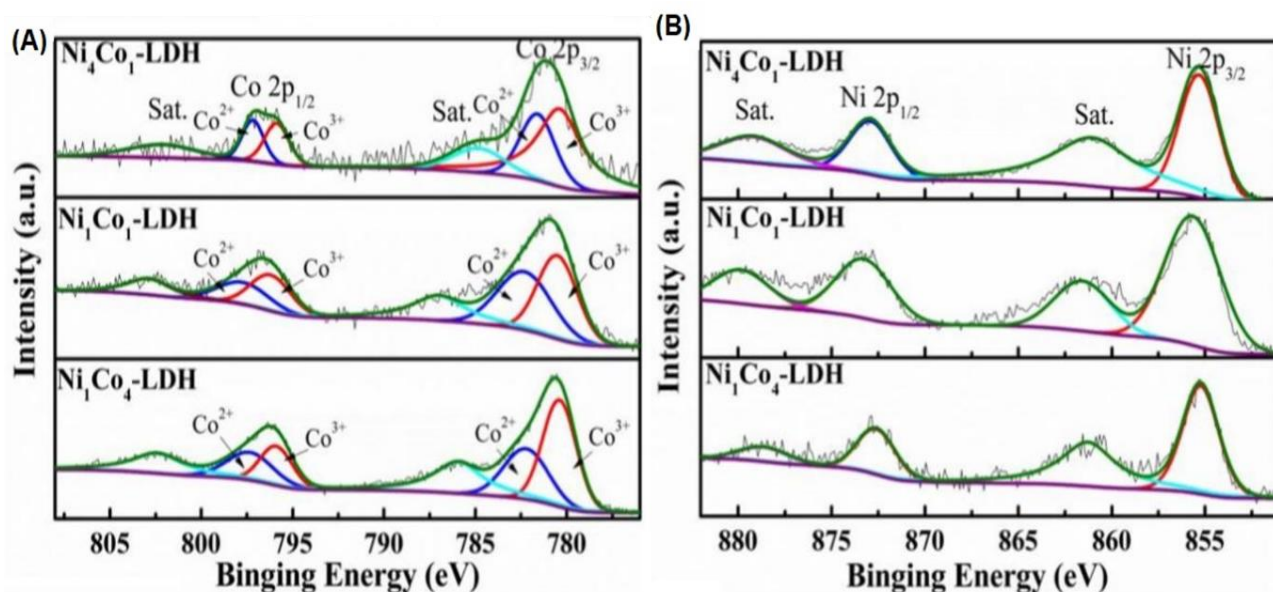 (A)
Ni₄Co₁-LDH
Co 2p₃/₂
Co 2p₁/₂
Sat.
Co²⁺
Co³⁺
Sat.
Co²⁺
Co³⁺
Ni₁Co₁-LDH
Co²⁺
Co³⁺
Co²⁺
Co³⁺
Ni₁Co₄-LDH
Co²⁺
Co³⁺
Co²⁺
Co³⁺
Intensity (a.u.)
805 800 795 790 785 780
Binging Energy (eV)
(B)
Ni₄Co₁-LDH
Ni 2p₃/₂
Sat.
Ni 2p₁/₂
Sat.
Ni₁Co₁-LDH
Ni₁Co₄-LDH
Intensity (a.u.)
880 875 870 865 860 855
Binging Energy (eV)